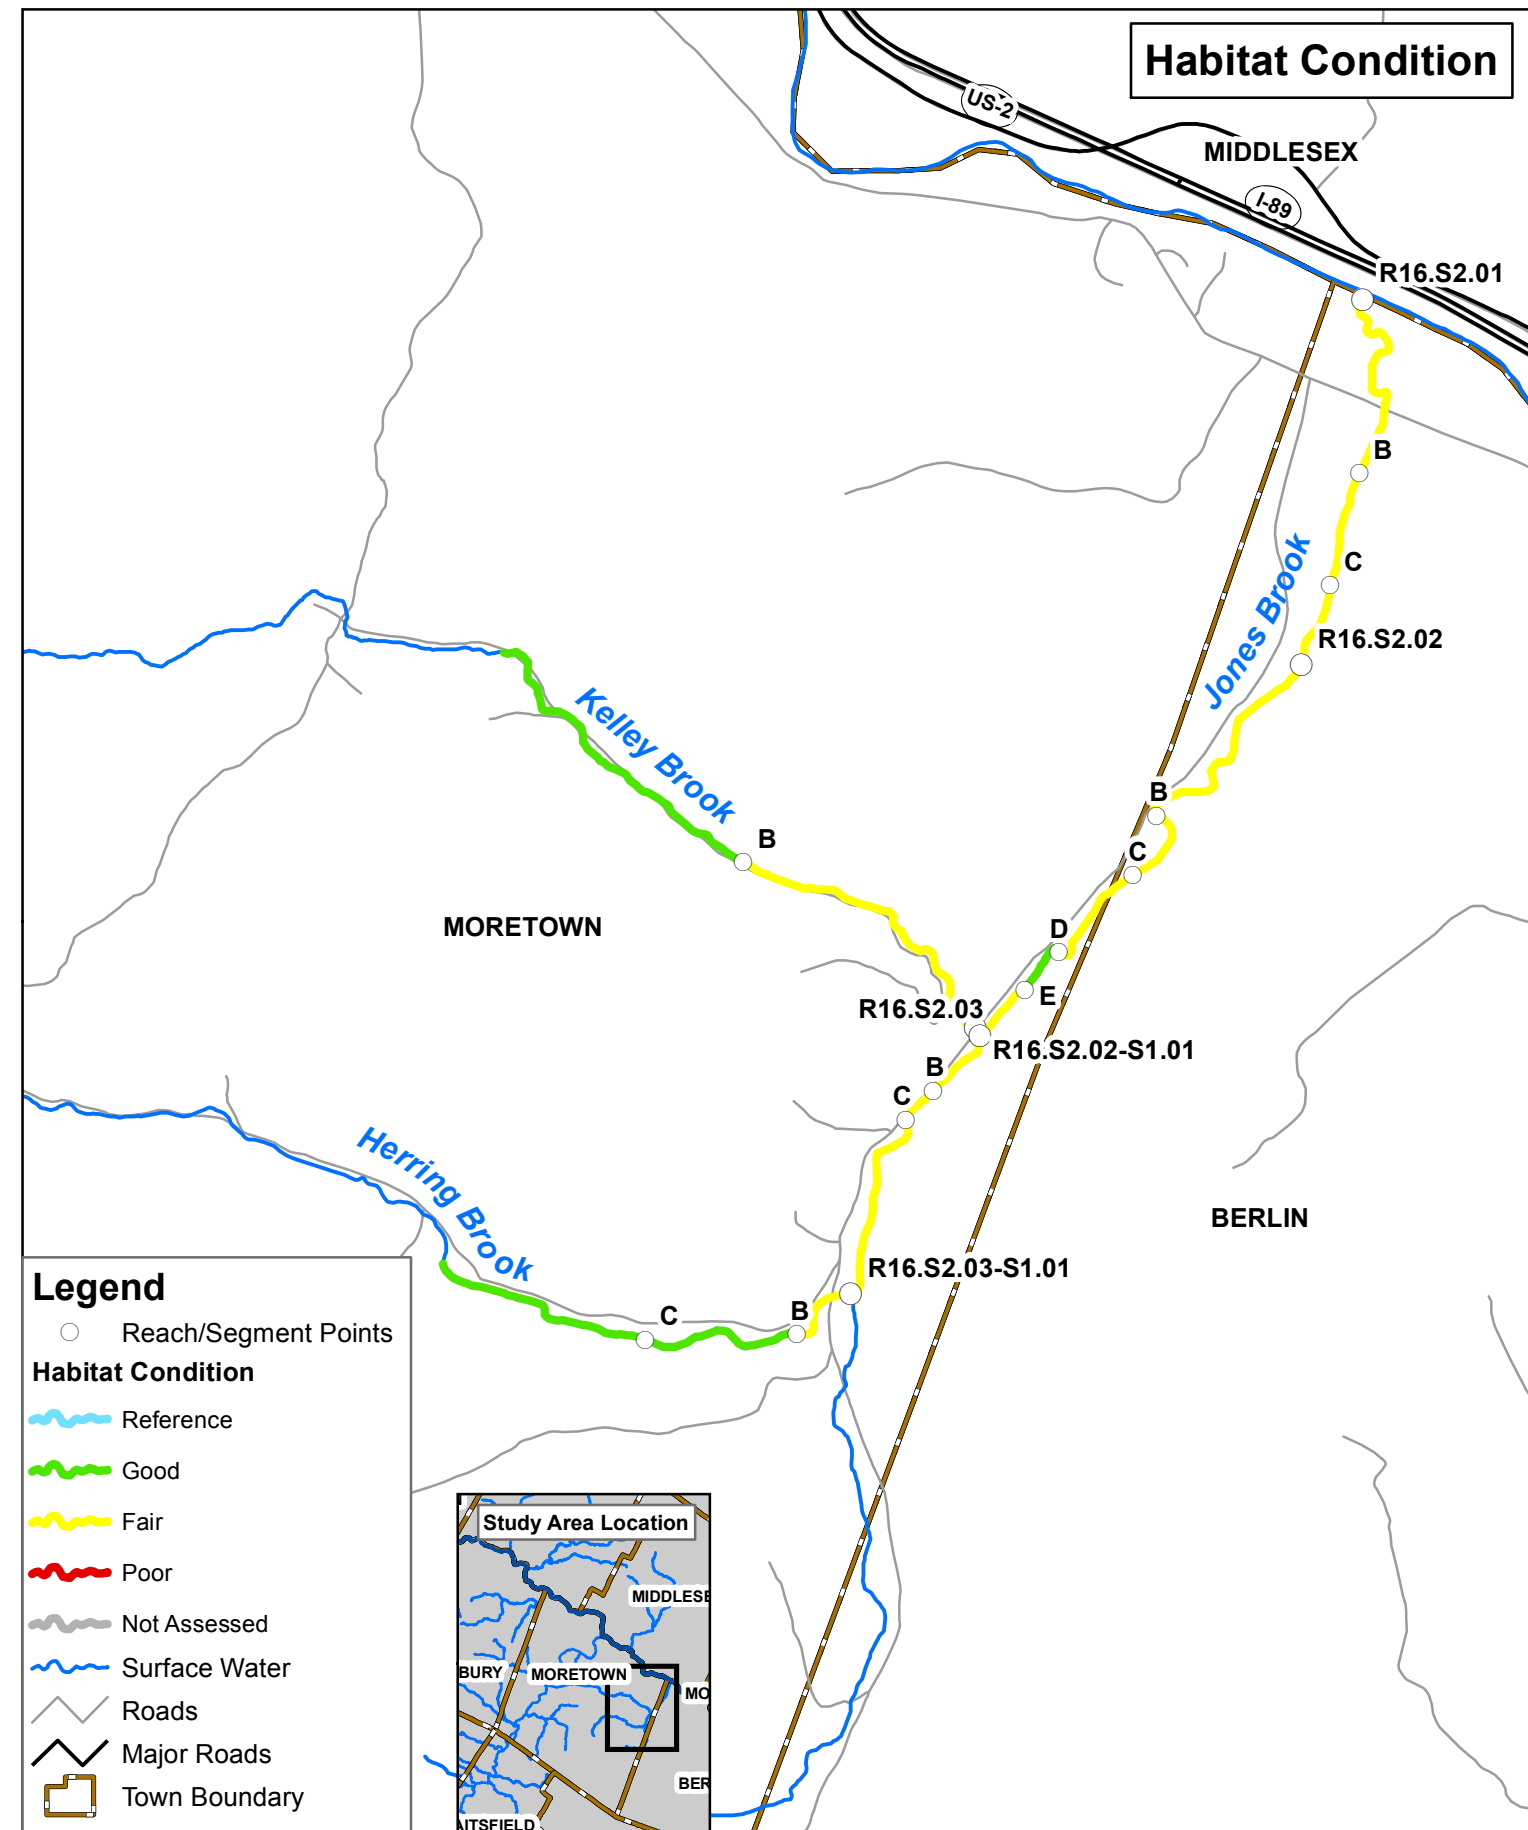 Habitat Condition
US-2
MIDDLESEX
I-89
R16.S2.01
B
C
Jones Brook
R16.S2.02
Kelley Brook
B
B
C
MORETOWN
D
E
R16.S2.03
R16.S2.02-S1.01
B
C
Herring Brook
BERLIN
R16.S2.03-S1.01
C
B
Legend
Reach/Segment Points
Habitat Condition
Reference
Good
Fair
Poor
Not Assessed
Surface Water
Roads
Major Roads
Town Boundary
Study Area Location
MIDDLESE
BURY
MORETOWN
MO
BER
AITSFIELD